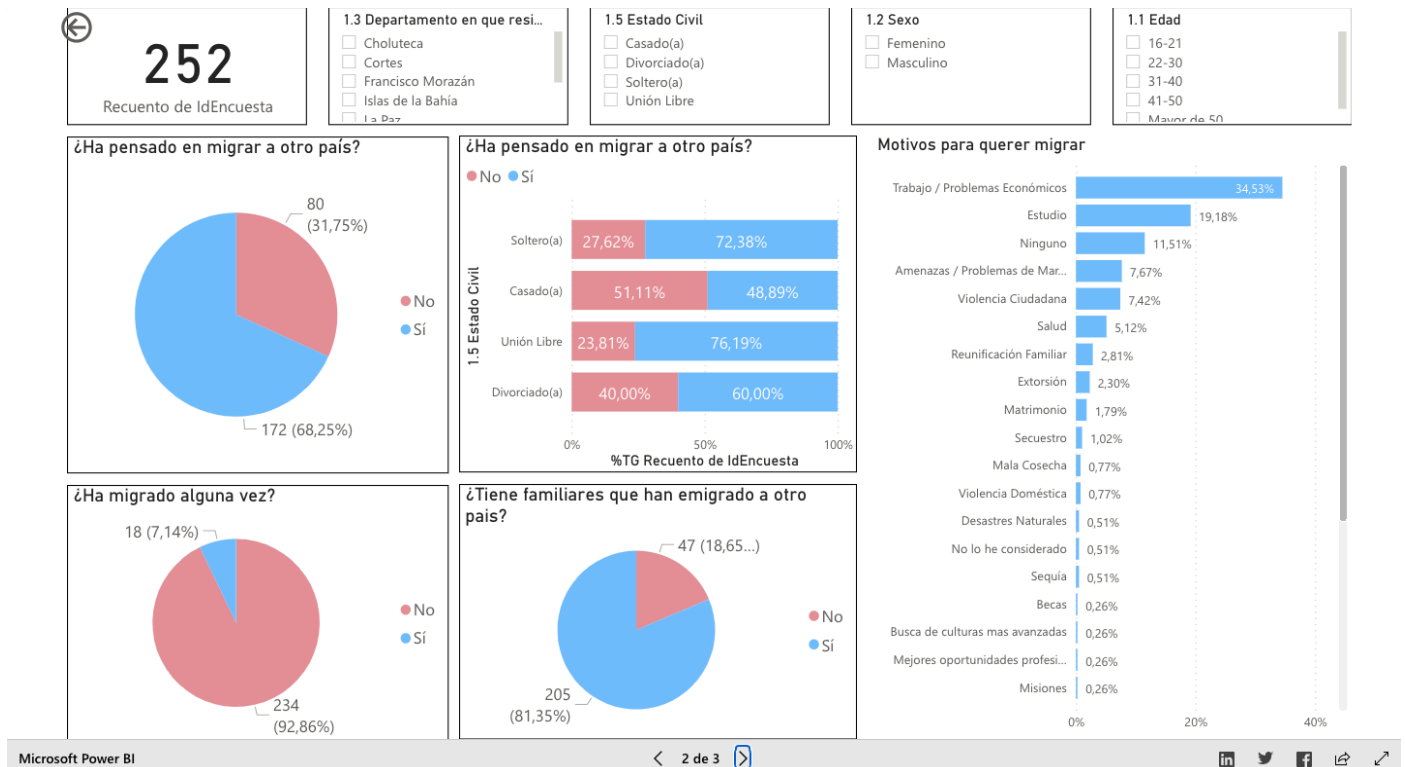 252
Recuento de IdEncuesta
1.3 Departamento en que resi...
Choluteca
Cortes
Francisco Morazán
Islas de la Bahía
La Paz
1.5 Estado Civil
Casado(a)
Divorciado(a)
Soltero(a)
Unión Libre
1.2 Sexo
Femenino
Masculino
1.1 Edad
16-21
22-30
31-40
41-50
Mayor de 50
¿Ha pensado en migrar a otro país?
80
(31,75%)
No
Sí
172 (68,25%)
¿Ha pensado en migrar a otro país?
No Sí
1.5 Estado Civil
Soltero(a) 27,62% 72,38%
Casado(a) 51,11% 48,89%
Unión Libre 23,81% 76,19%
Divorciado(a) 40,00% 60,00%
0% 50% 100%
%TG Recuento de IdEncuesta
Motivos para querer migrar
Trabajo / Problemas Económicos 34,53%
Estudio 19,18%
Ninguno 11,51%
Amenazas / Problemas de Mar... 7,67%
Violencia Ciudadana 7,42%
Salud 5,12%
Reunificación Familiar 2,81%
Extorsión 2,30%
Matrimonio 1,79%
Secuestro 1,02%
Mala Cosecha 0,77%
Violencia Doméstica 0,77%
Desastres Naturales 0,51%
No lo he considerado 0,51%
Sequía 0,51%
Becas 0,26%
Busca de culturas mas avanzadas 0,26%
Mejores oportunidades profesi... 0,26%
Misiones 0,26%
0% 20% 40%
¿Ha migrado alguna vez?
18 (7,14%)
No
Sí
234
(92,86%)
¿Tiene familiares que han emigrado a otro
pais?
47 (18,65...)
No
Sí
205
(81,35%)
Microsoft Power BI
2 de 3